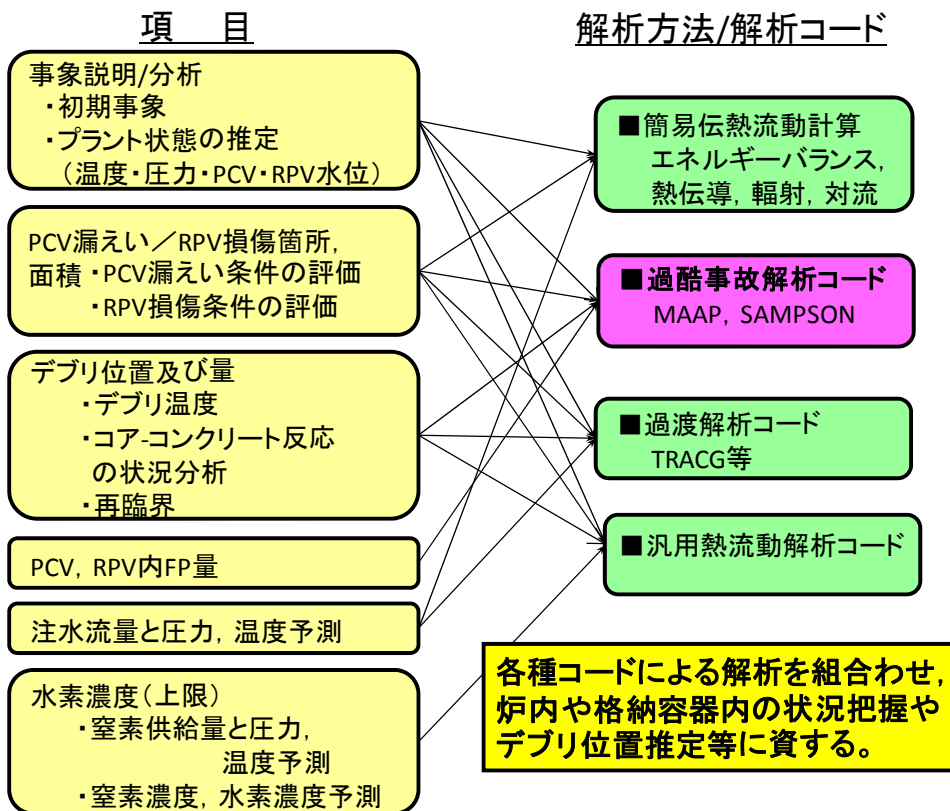 項 目
事象説明/分析
・初期事象
・プラント状態の推定
(温度・圧力・PCV・RPV水位)
PCV漏えい／RPV損傷箇所,
面積 ・PCV漏えい条件の評価
・RPV損傷条件の評価
デブリ位置及び量
・デブリ温度
・コア-コンクリート反応
の状況分析
・再臨界
PCV, RPV内FP量
注水流量と圧力, 温度予測
水素濃度(上限)
・窒素供給量と圧力,
温度予測
・窒素濃度, 水素濃度予測
解析方法/解析コード
■簡易伝熱流動計算
エネルギーバランス,
熱伝導, 輻射, 対流
■過酷事故解析コード
MAAP, SAMPSON
■過渡解析コード
TRACG等
■汎用熱流動解析コード
各種コードによる解析を組合わせ,
炉内や格納容器内の状況把握や
デブリ位置推定等に資する。